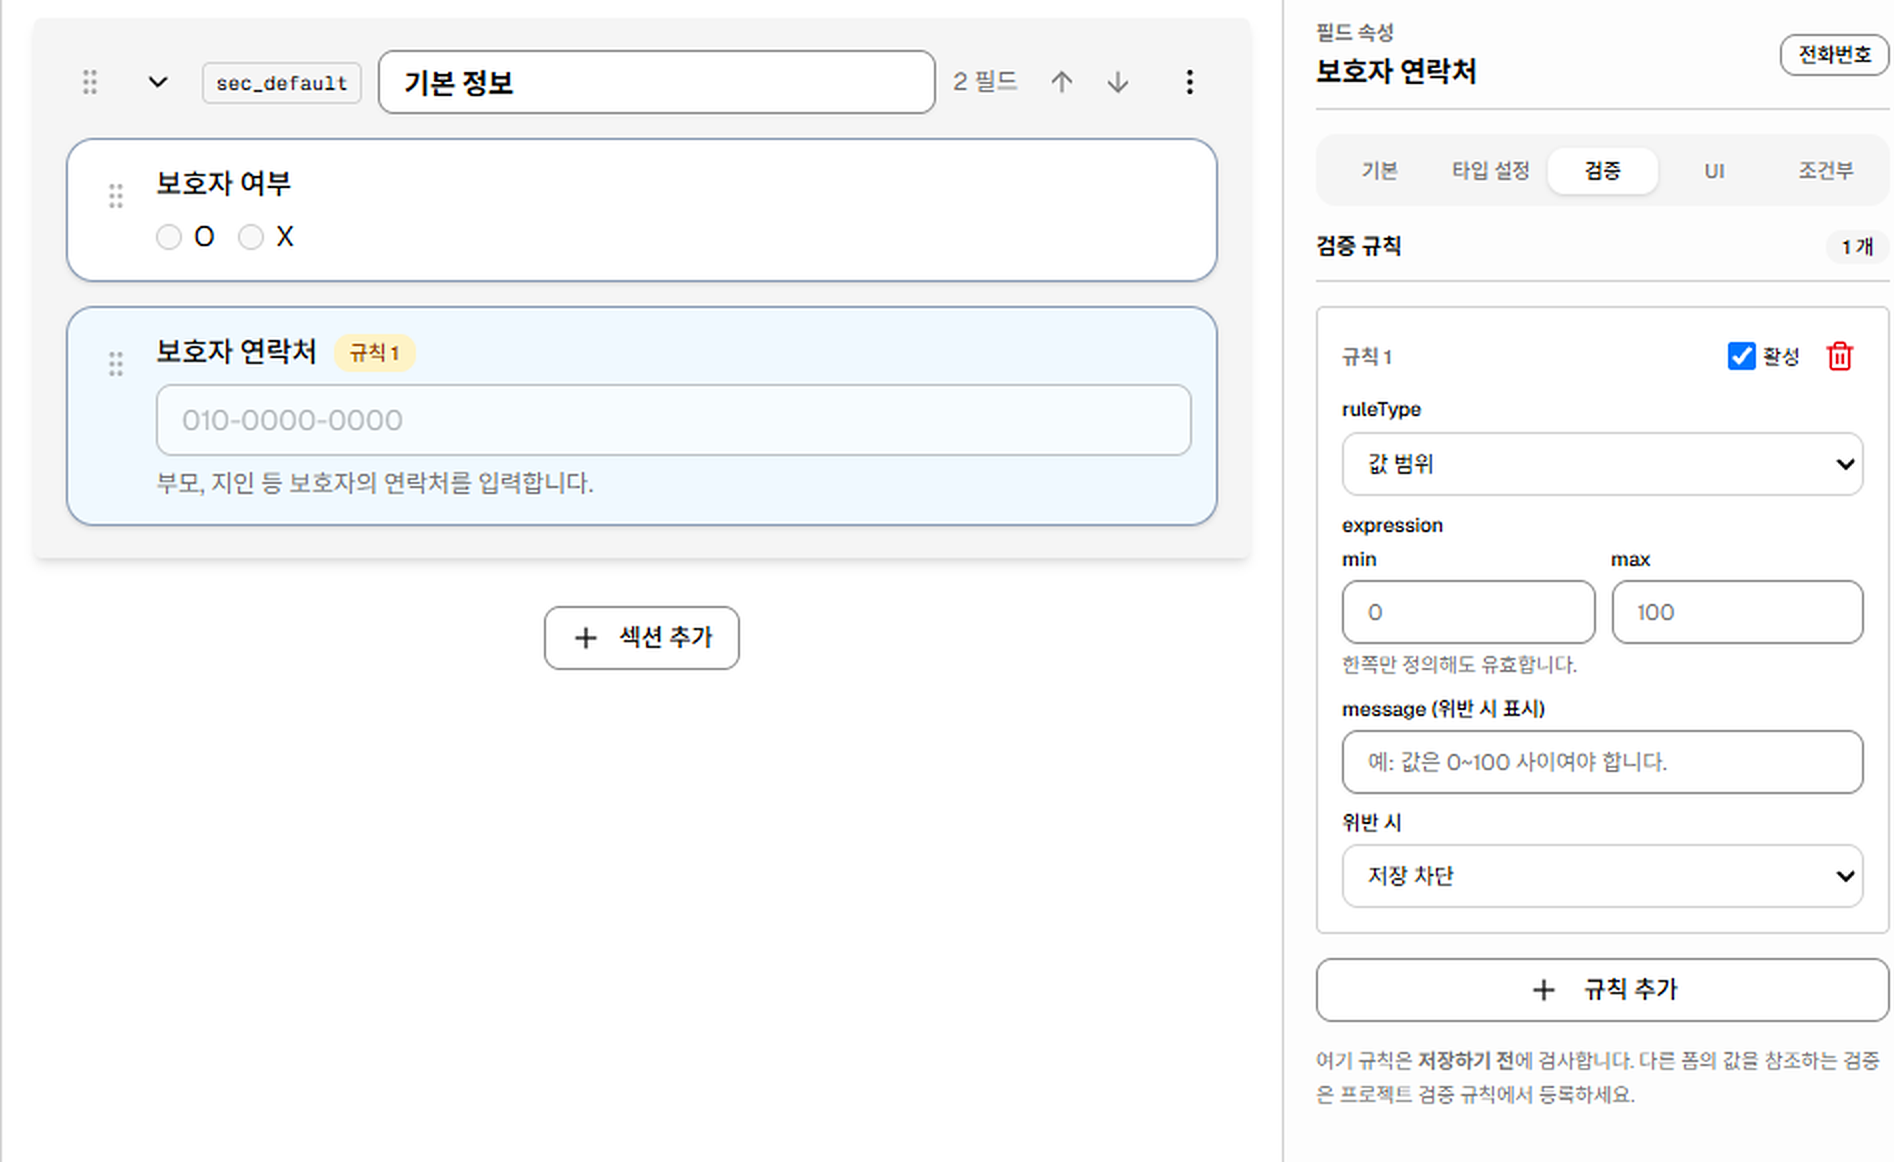 sec_default
기본 정보
2 필드
보호자 여부
O X
보호자 연락처 규칙 1
010-0000-0000
부모, 지인 등 보호자의 연락처를 입력합니다.
+ 섹션 추가
필드 속성
보호자 연락처
전화번호
기본 타입 설정 검증 UI 조건부
검증 규칙 1 개
규칙 1 활성
ruleType
값 범위
expression
min max
0 100
한쪽만 정의해도 유효합니다.
message (위반 시 표시)
예: 값은 0~100 사이여야 합니다.
위반 시
저장 차단
+ 규칙 추가
여기 규칙은 저장하기 전에 검사합니다. 다른 폼의 값을 참조하는 검증
은 프로젝트 검증 규칙에서 등록하세요.